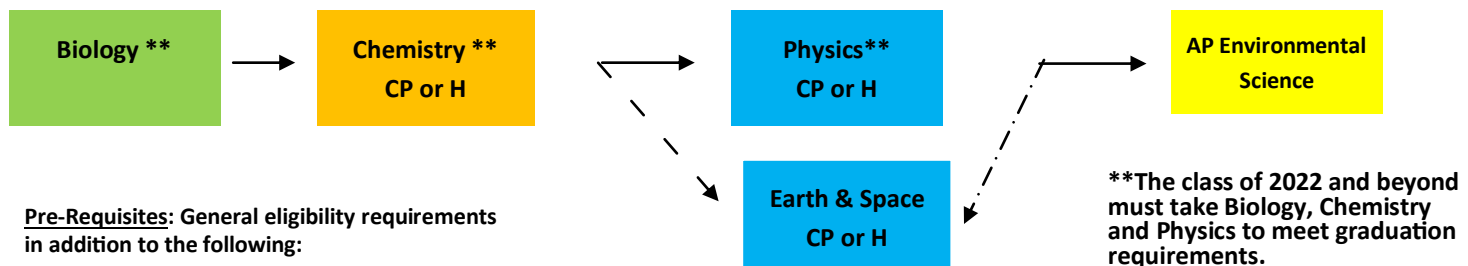 Biology **
Chemistry **
CP or H
Physics**
CP or H
AP Environmental
Science
Earth & Space
CP or H
Pre-Requisites: General eligibility requirements
in addition to the following:
**The class of 2022 and beyond
must take Biology, Chemistry
and Physics to meet graduation
requirements.